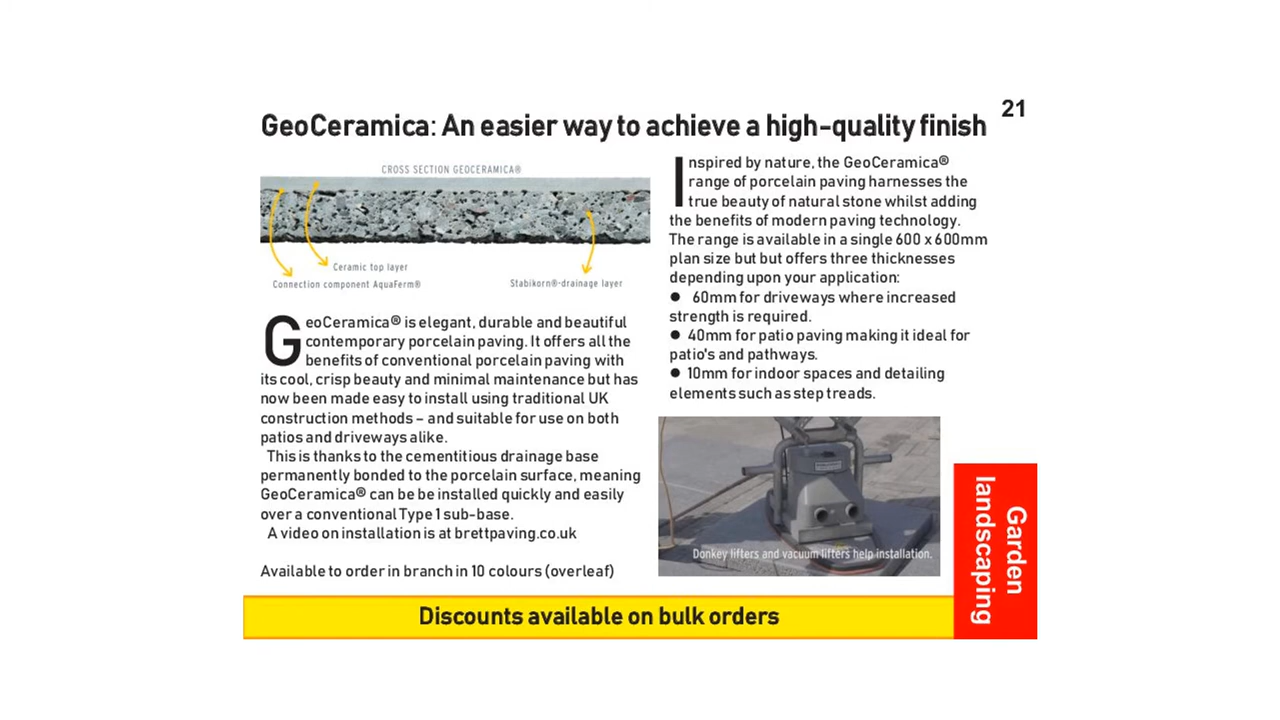 21
GeoCeramica: An easier way to achieve a high-quality finish
CROSS SECTION GEOCERAMICA®
Ceramic top layer
Connection component AquaFerm®
Stabikorn®-drainage layer
GeoCeramica® is elegant, durable and beautiful
contemporary porcelain paving. It offers all the
benefits of conventional porcelain paving with
its cool, crisp beauty and minimal maintenance but has
now been made easy to install using traditional UK
construction methods – and suitable for use on both
patios and driveways alike.
This is thanks to the cementitious drainage base
permanently bonded to the porcelain surface, meaning
GeoCeramica® can be be installed quickly and easily
over a conventional Type 1 sub-base.
A video on installation is at brettpaving.co.uk
Available to order in branch in 10 colours (overleaf)
Inspired by nature, the GeoCeramica®
range of porcelain paving harnesses the
true beauty of natural stone whilst adding
the benefits of modern paving technology.
The range is available in a single 600 x 600mm
plan size but but offers three thicknesses
depending upon your application:
● 60mm for driveways where increased
strength is required.
● 40mm for patio paving making it ideal for
patio's and pathways.
● 10mm for indoor spaces and detailing
elements such as step treads.
Donkey lifters and vacuum lifters help installation.
Garden
landscaping
Discounts available on bulk orders